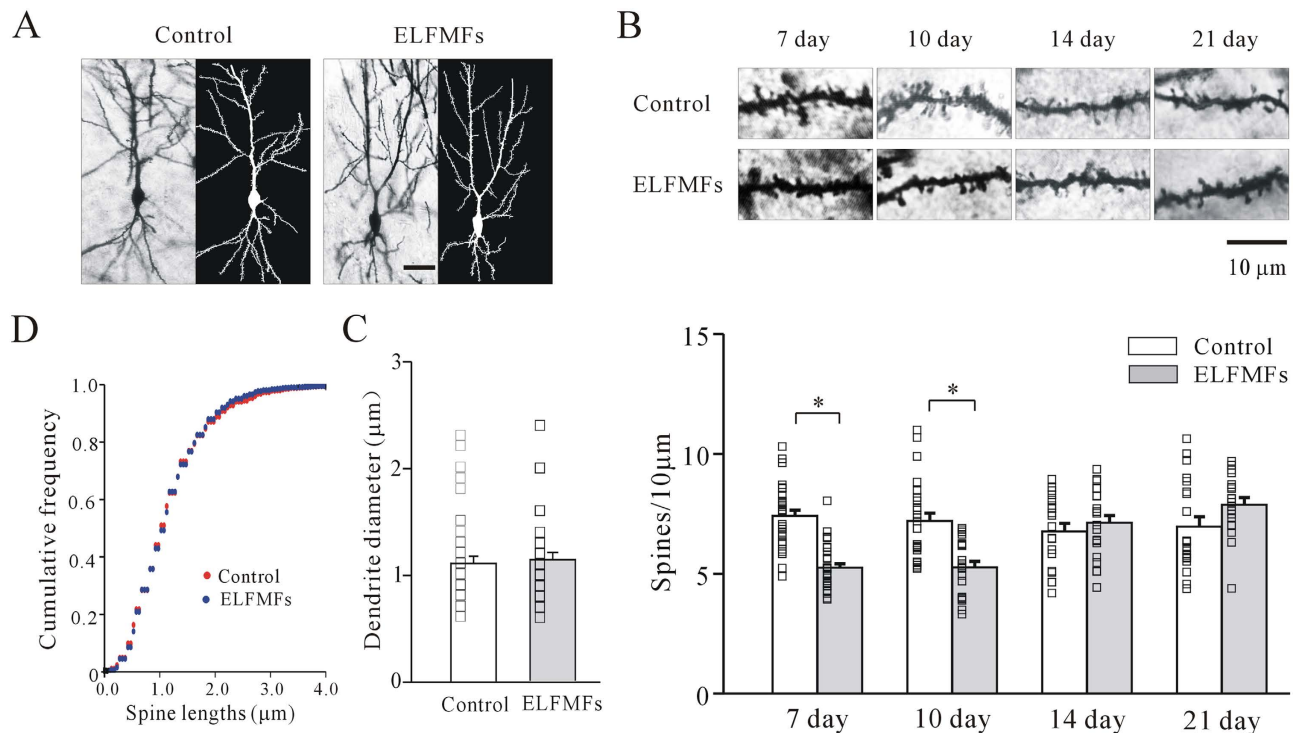 A
Control
ELFMFs
B
7 day
10 day
14 day
21 day
Control
ELFMFs
10 μm
D
Cumulative frequency
1.0
0.8
0.6
0.4
0.2
0
0.0
1.0
2.0
3.0
4.0
Spine lengths (μm)
Control
ELFMFs
C
Dendrite diameter (μm)
3
2
1
0
Control
ELFMFs
Spines/10μm
15
10
5
0
Control
ELFMFs
*
*
7 day
10 day
14 day
21 day